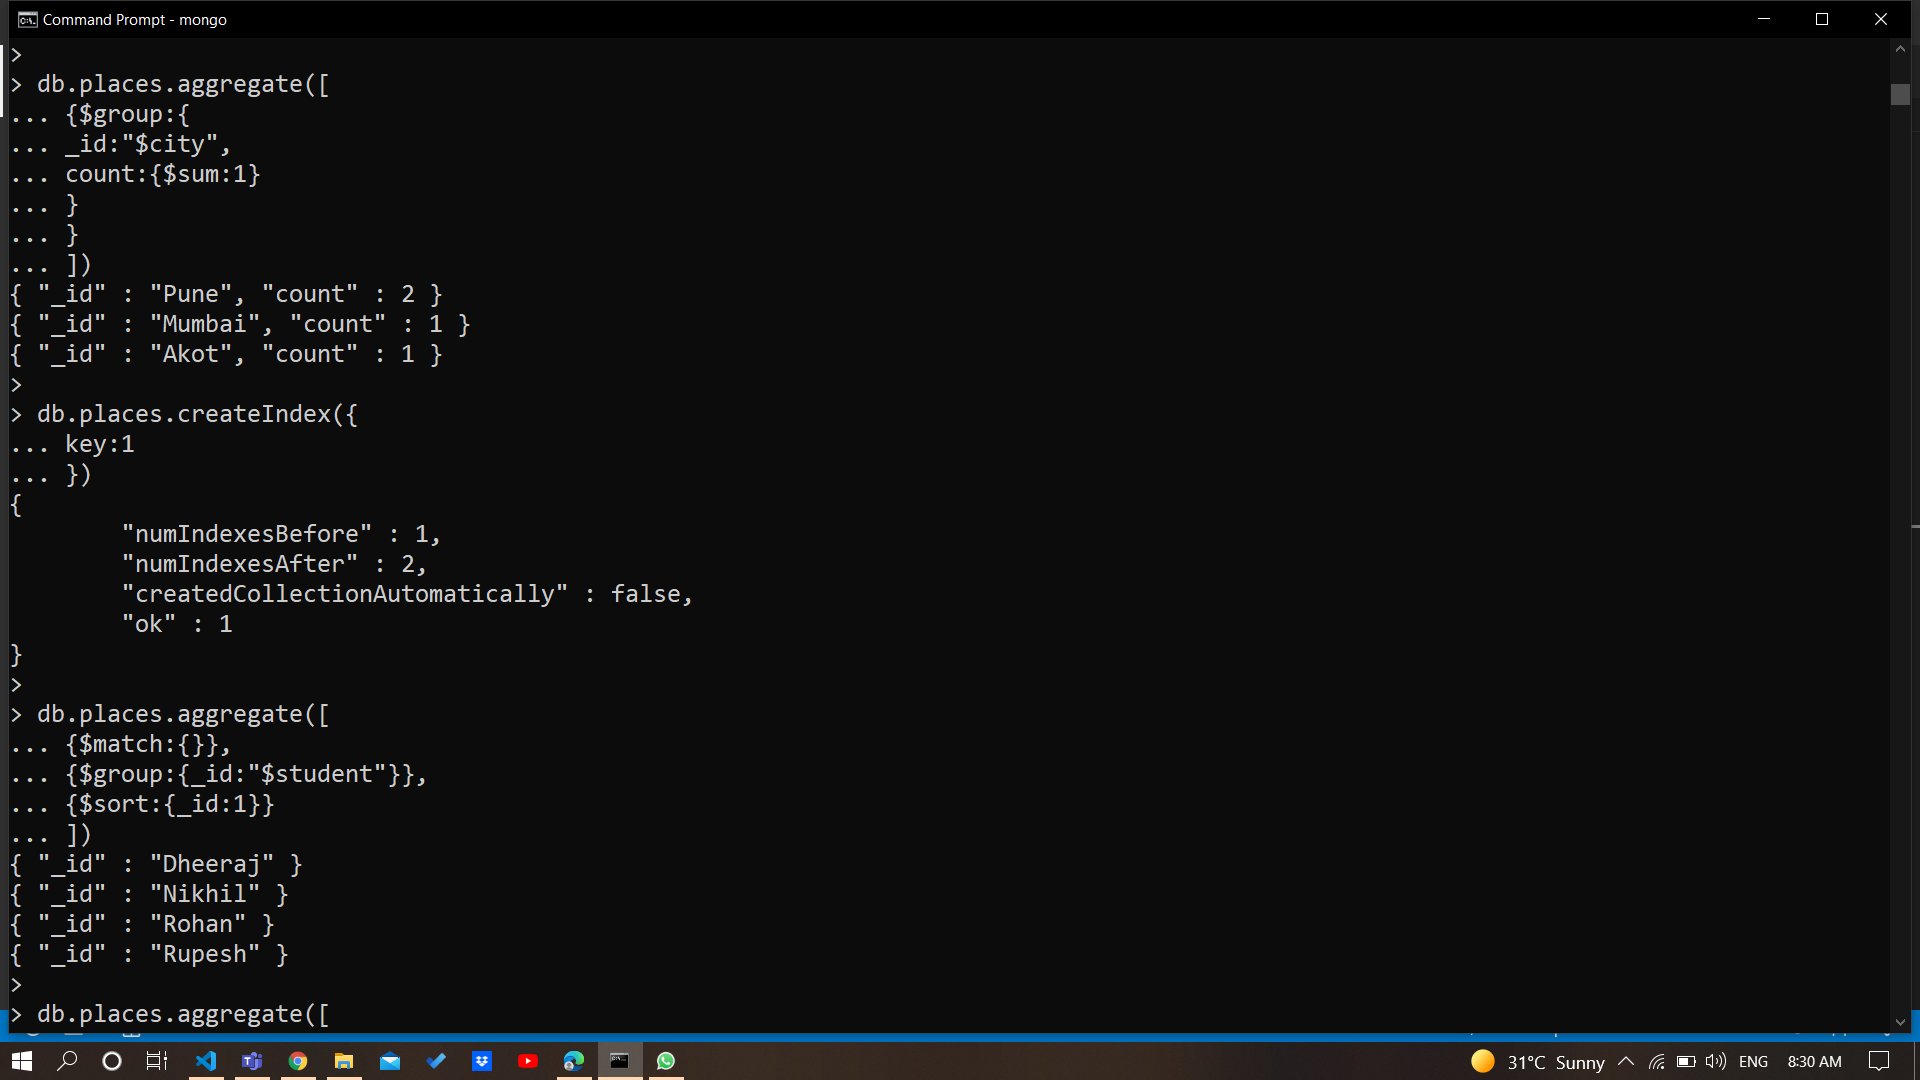 Command Prompt - mongo
>
> db.places.aggregate([
... {$group:{
... _id:"$city",
... count:{$sum:1}
... }
... }
... ])
{ "_id" : "Pune", "count" : 2 }
{ "_id" : "Mumbai", "count" : 1 }
{ "_id" : "Akot", "count" : 1 }
>
> db.places.createIndex({
... key:1
... })
{
        "numIndexesBefore" : 1,
        "numIndexesAfter" : 2,
        "createdCollectionAutomatically" : false,
        "ok" : 1
}
>
> db.places.aggregate([
... {$match:{}},
... {$group:{_id:"$student"}},
... {$sort:{_id:1}}
... ])
{ "_id" : "Dheeraj" }
{ "_id" : "Nikhil" }
{ "_id" : "Rohan" }
{ "_id" : "Rupesh" }
>
> db.places.aggregate([
31°C Sunny ENG 8:30 AM